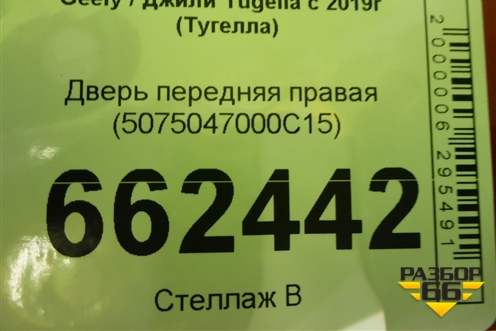 Geely / Джили Tugella с 2019г
(Тугелла)
Дверь передняя правая
(5075047000C15)
662442
Стеллаж В
2000006295491
РАЗБОР
66